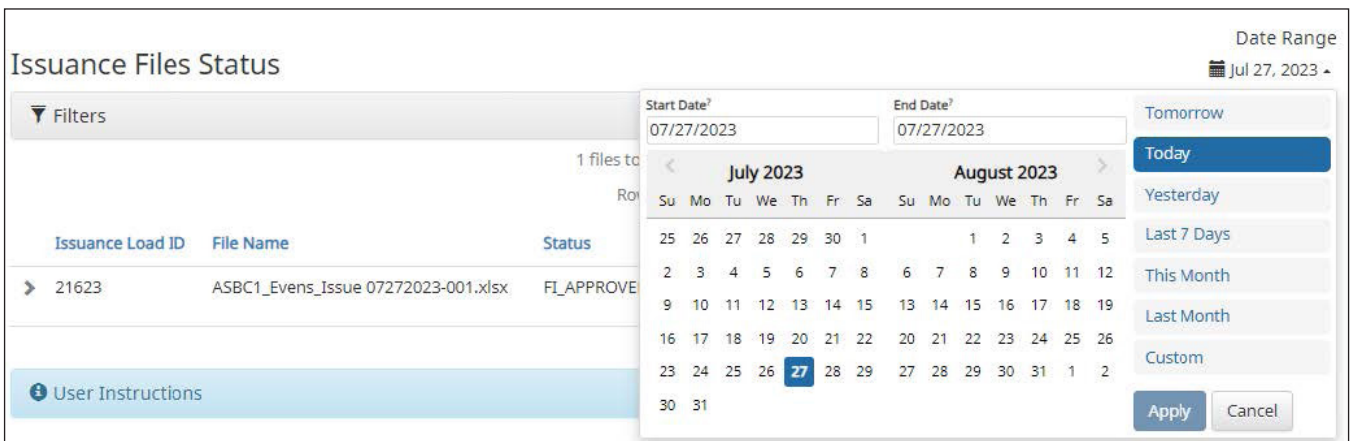 Date Range
Issuance Files Status
Jul 27, 2023
Filters
1 files to
Issuance Load ID File Name Status
21623 ASBC1_Evens_Issue 07272023-001.xlsx FI_APPROVE
User Instructions
Start Date? End Date?
07/27/2023 07/27/2023
July 2023 August 2023
Su Mo Tu We Th Fr Sa Su Mo Tu We Th Fr Sa
25 26 27 28 29 30 1 1 2 3 4 5
2 3 4 5 6 7 8 6 7 8 9 10 11 12
9 10 11 12 13 14 15 13 14 15 16 17 18 19
16 17 18 19 20 21 22 20 21 22 23 24 25 26
23 24 25 26 27 28 29 27 28 29 30 31 1 2
30 31
Tomorrow
Today
Yesterday
Last 7 Days
This Month
Last Month
Custom
Apply Cancel